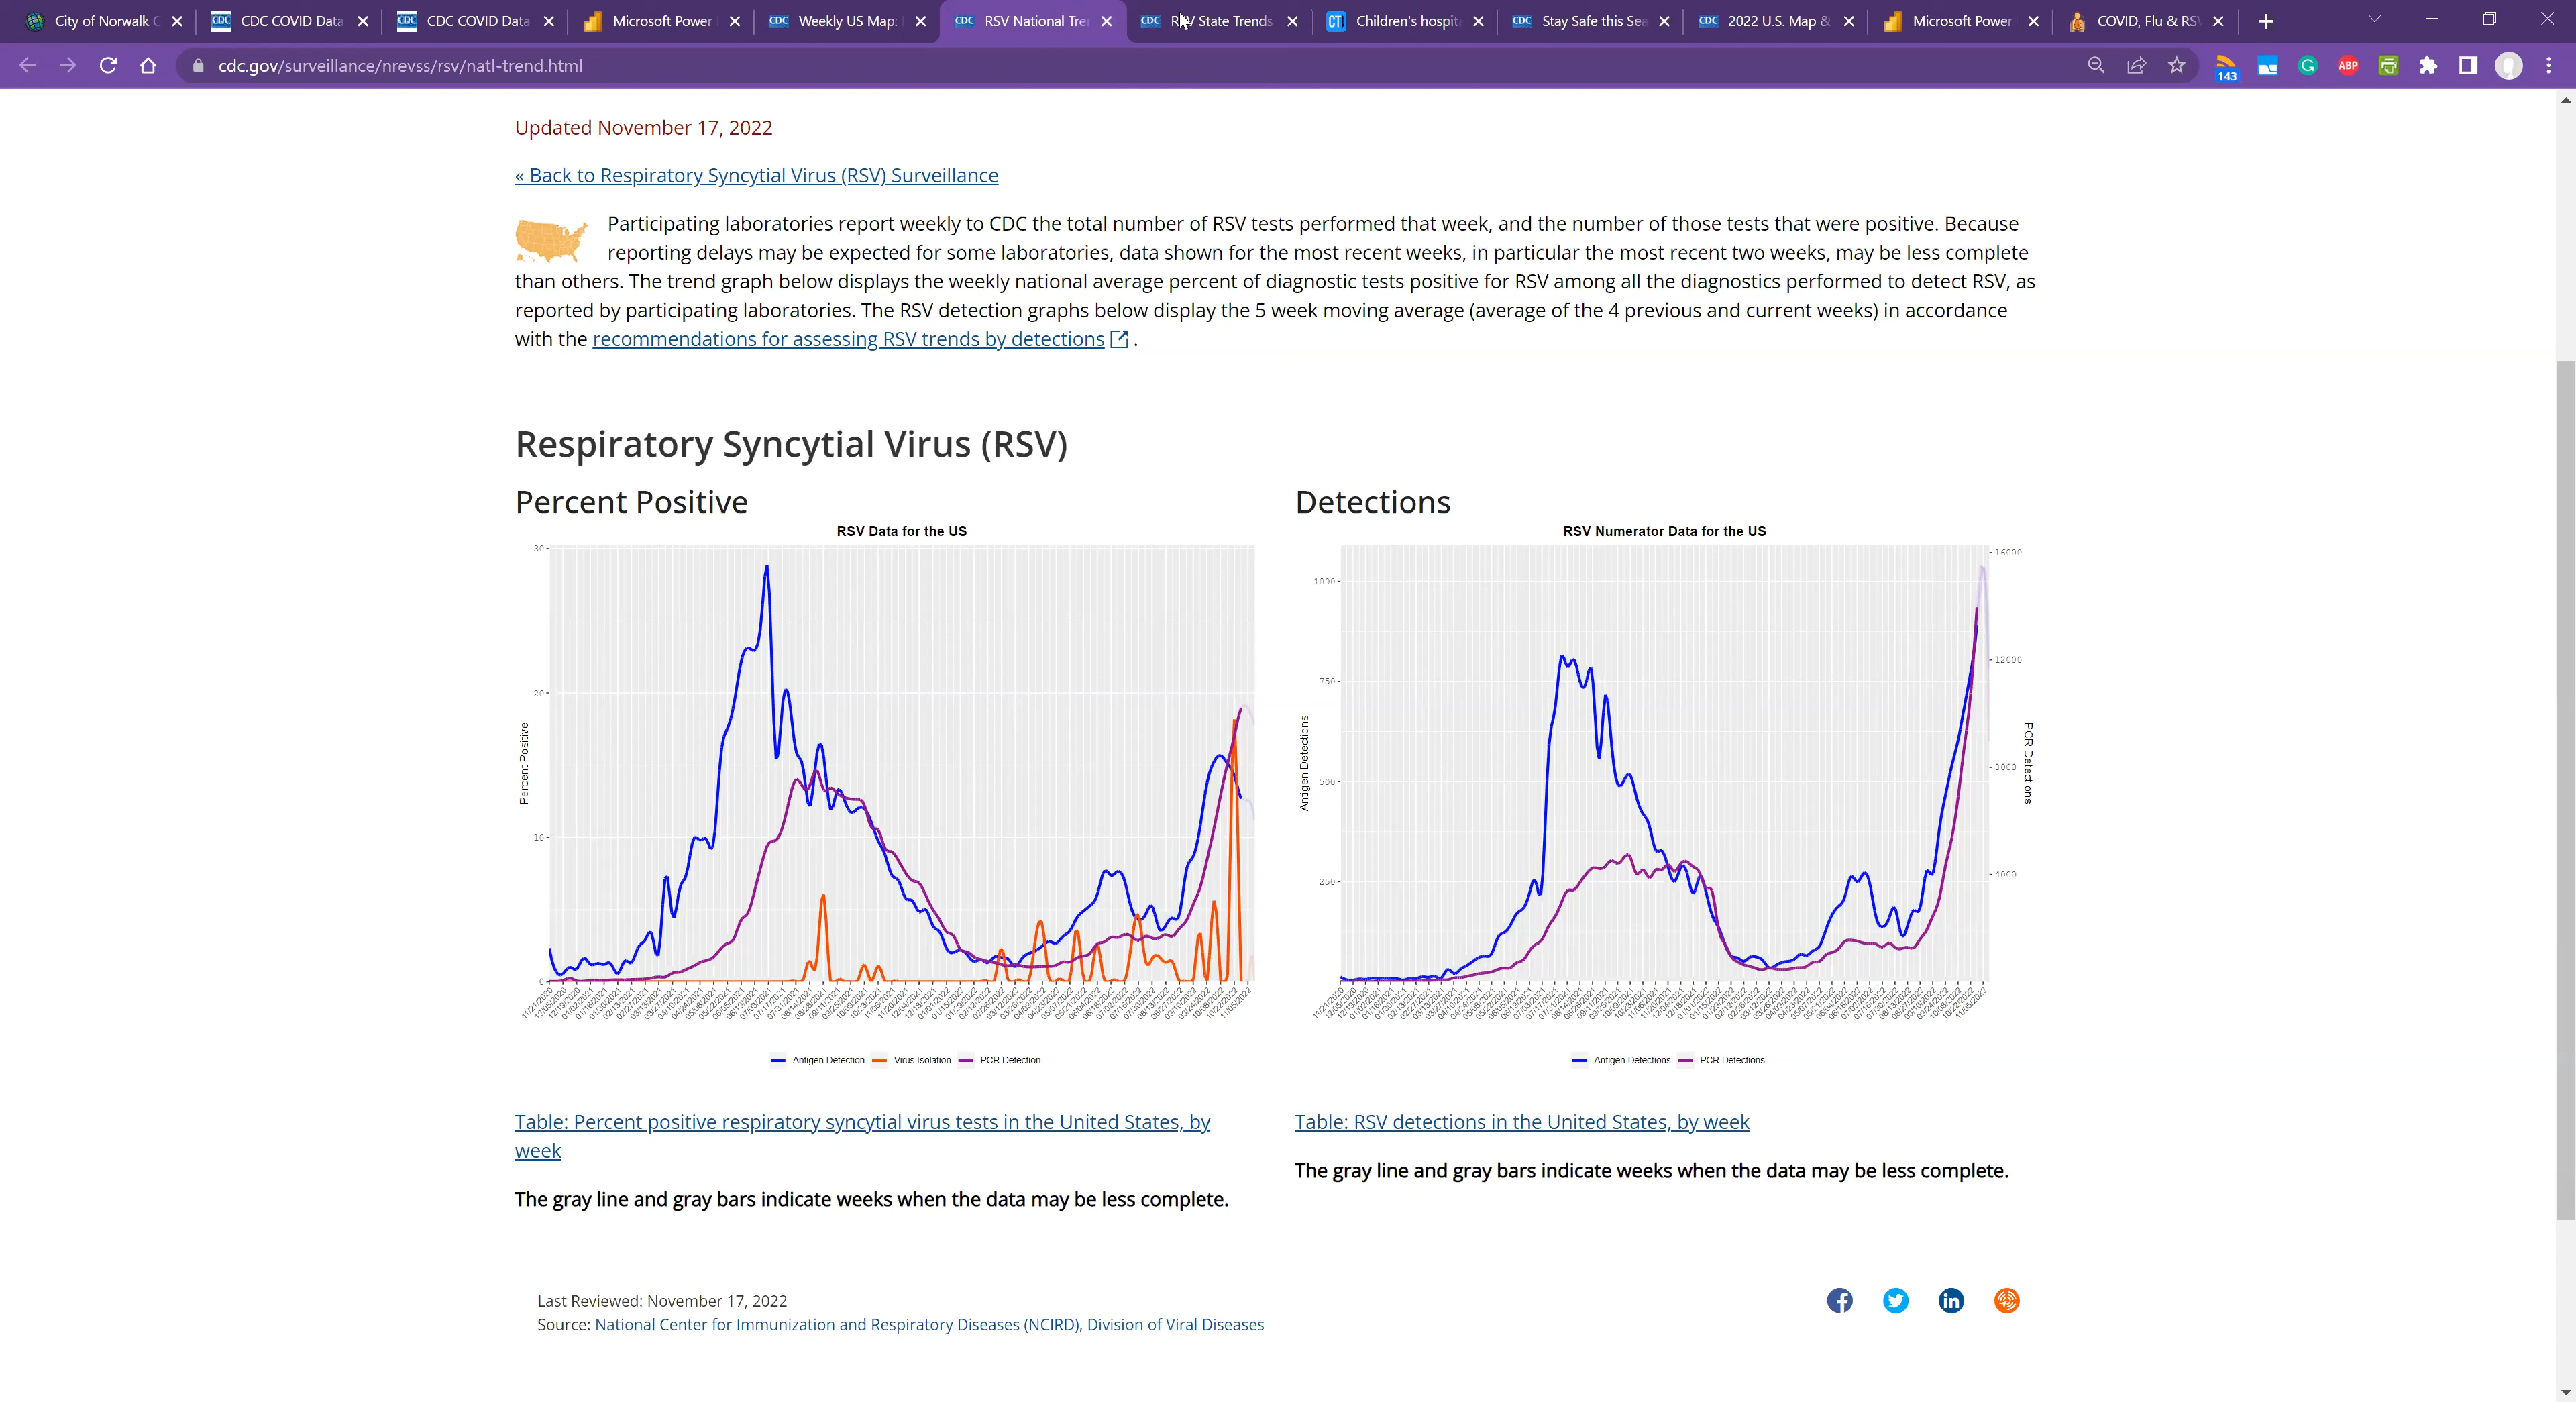 City of Norwalk C
CDC COVID Data
CDC COVID Data
Microsoft Power
CDC Weekly US Map:
CDC RSV National Tre
CDC RSV State Trends
CT Children's hospit
CDC Stay Safe this Sea
CDC 2022 U.S. Map &
Microsoft Power
COVID, Flu & RS
cdc.gov/surveillance/nrevss/rsv/natl-trend.html
143
ABP
Updated November 17, 2022
« Back to Respiratory Syncytial Virus (RSV) Surveillance
Participating laboratories report weekly to CDC the total number of RSV tests performed that week, and the number of those tests that were positive. Because
reporting delays may be expected for some laboratories, data shown for the most recent weeks, in particular the most recent two weeks, may be less complete
than others. The trend graph below displays the weekly national average percent of diagnostic tests positive for RSV among all the diagnostics performed to detect RSV, as
reported by participating laboratories. The RSV detection graphs below display the 5 week moving average (average of the 4 previous and current weeks) in accordance
with the recommendations for assessing RSV trends by detections .
Respiratory Syncytial Virus (RSV)
Percent Positive
RSV Data for the US
30
20
10
0
Percent Positive
Antigen Detection Virus Isolation PCR Detection
Detections
RSV Numerator Data for the US
1000
750
500
250
Antigen Detections
16000
12000
8000
4000
PCR Detections
Antigen Detections PCR Detections
Table: Percent positive respiratory syncytial virus tests in the United States, by
week
The gray line and gray bars indicate weeks when the data may be less complete.
Table: RSV detections in the United States, by week
The gray line and gray bars indicate weeks when the data may be less complete.
Last Reviewed: November 17, 2022
Source: National Center for Immunization and Respiratory Diseases (NCIRD), Division of Viral Diseases